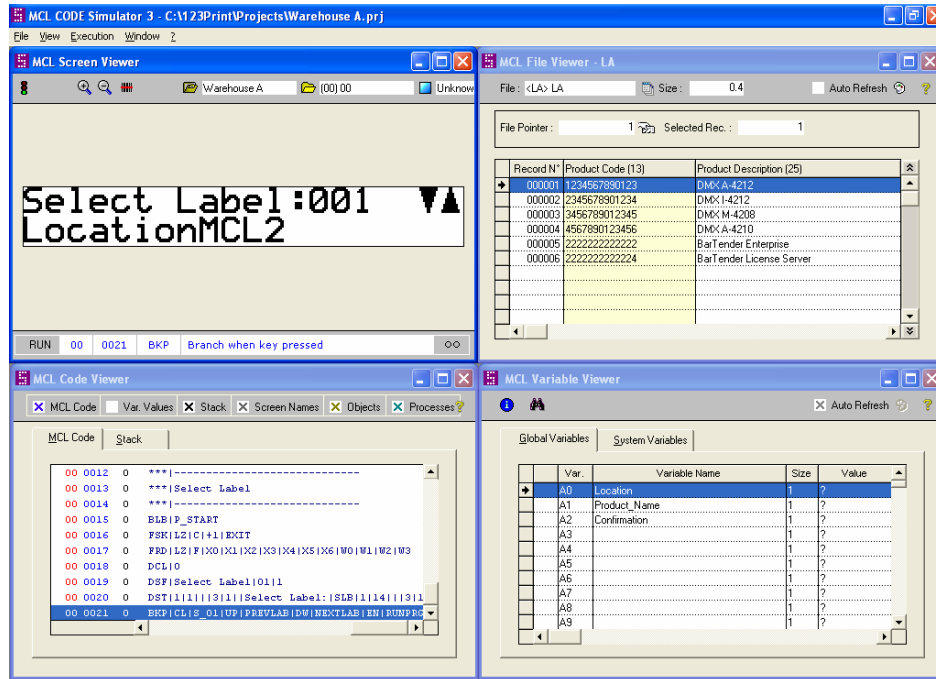 MCL CODE Simulator 3 - C:\123Print\Projects\Warehouse A.prj
File View Execution Window ?
MCL Screen Viewer
Warehouse A (00) 00 Unknow
Select Label:001
LocationMCL2
RUN 00 0021 BKP Branch when key pressed
MCL File Viewer - LA
File : <LA> LA Size : 0.4 Auto Refresh ?
File Pointer : 1 Selected Rec. : 1
Record N° Product Code (13) Product Description (25)
000001 1234567890123 DMX A-4212
000002 2345678901234 DMX I-4212
000003 3456789012345 DMX M-4208
000004 4567890123456 DMX A-4210
000005 2222222222222 BarTender Enterprise
000006 2222222222224 BarTender License Server
MCL Code Viewer
MCL Code Var. Values Stack Screen Names Objects Processes ?
MCL Code Stack
00 0012 0 ***|------------------------------
00 0013 0 ***|Select Label
00 0014 0 ***|------------------------------
00 0015 0 BLB|P_START
00 0016 0 FSK|L2|C|+1|EXIT
00 0017 0 FRD|L2|F|X0|X1|X2|X3|X4|X5|X6|W0|W1|W2|W3
00 0018 0 DCL|0
00 0019 0 DSF|Select Label|01|1
00 0020 0 DST|1|1|||3|1||Select Label:|SLB|1|14|||3|1
00 0021 0 BKP|CL|S_01|UP|PREVLAB|DW|NEXTLAB|EN|RUNPRG
MCL Variable Viewer
Auto Refresh ?
Global Variables System Variables
Var. Variable Name Size Value
A0 Location 1 ?
A1 Product_Name 1 ?
A2 Confirmation 1 ?
A3 1 ?
A4 1 ?
A5 1 ?
A6 1 ?
A7 1 ?
A8 1 ?
A9 1 ?